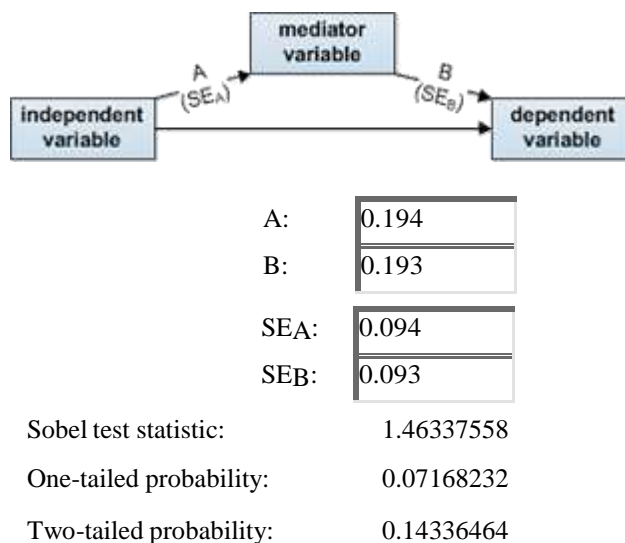 mediator
variable
A
(SEA)
B
(SEB)
independent
variable
dependent
variable
A: 0.194
B: 0.193
SEA: 0.094
SEB: 0.093
Sobel test statistic: 1.46337558
One-tailed probability: 0.07168232
Two-tailed probability: 0.14336464